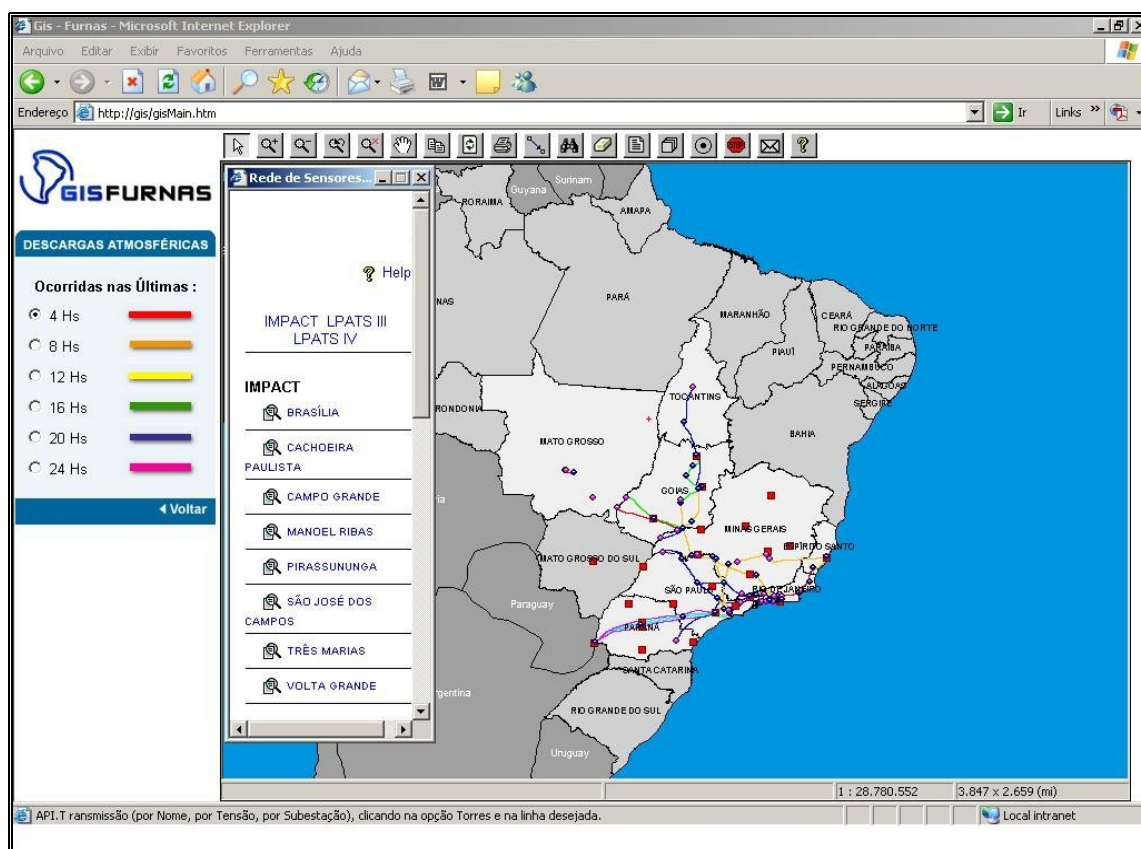 Gis - Furnas - Microsoft Internet Explorer
Arquivo Editar Exibir Favoritos Ferramentas Ajuda
Endereço http://gis/gisMain.htm Ir Links »
GISFURNAS
DESCARGAS ATMOSFÉRICAS
Ocorridas nas Últimas :
4 Hs
8 Hs
12 Hs
16 Hs
20 Hs
24 Hs
Voltar
Rede de Sensores...
Help
IMPACT LPATS III
LPATS IV
IMPACT
BRASÍLIA
CACHOEIRA
PAULISTA
CAMPO GRANDE
MANOEL RIBAS
PIRASSUNUNGA
SÃO JOSÉ DOS
CAMPOS
TRÊS MARIAS
VOLTA GRANDE
STOP
Guyana
Surinam
RORAIMA
AMAPA
NAS
PARÁ
MARANHÃO
CEARÁ
RIO GRANDE DO NORTE
PARAIBA
PIAUÍ
PERNAMBUCO
ALAGOAS
SERGIPE
TOCANTINS
RONDONIA
BAHIA
MATO GROSSO
GOIAS
MINAS GERAIS
ESPÍRITO SANTO
MATO GROSSO DO SUL
SÃO PAULO
RIO DE JANEIRO
Paraguay
PARANÁ
SANTA CATARINA
rgentina
RIO GRANDE DO SUL
Uruguay
1 : 28.780.552 3.847 x 2.659 (mi)
API.T ransmissão (por Nome, por Tensão, por Subestação), clicando na opção Torres e na linha desejada. Local intranet